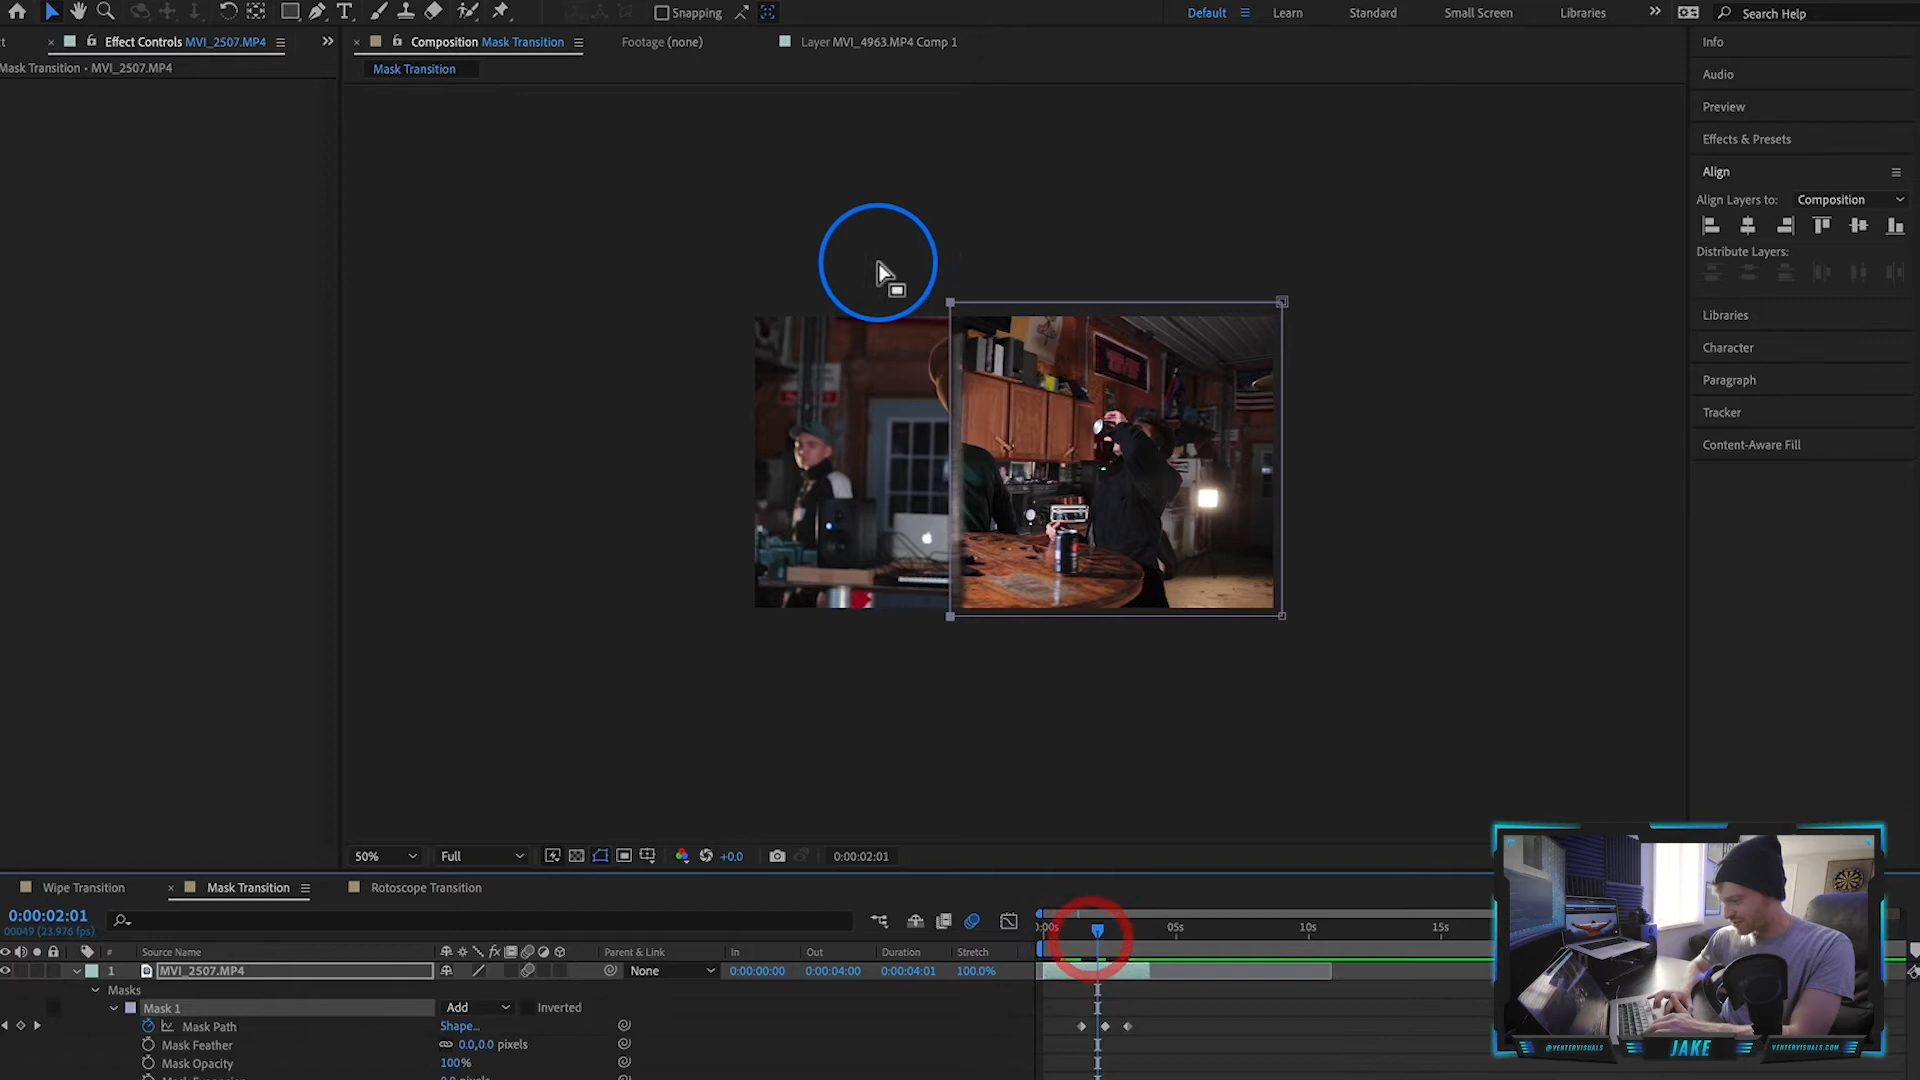 Snapping
Default
Learn
Standard
Small Screen
Libraries
Search Help
Effect Controls MVI_2507.MP4
Composition Mask Transition
Footage (none)
Layer MVI_4963.MP4 Comp 1
Info
Mask Transition • MVI_2507.MP4
Mask Transition
Audio
Preview
Effects & Presets
Align
Align Layers to: Composition
Distribute Layers:
Libraries
Character
Paragraph
Tracker
Content-Aware Fill
50%
Full
+0.0
0:00:02:01
Wipe Transition
Mask Transition
Rotoscope Transition
0:00:02:01
00049 (23.976 fps)
:00s
05s
10s
15s
# Source Name
fx
Parent & Link
In
Out
Duration
Stretch
1 MVI_2507.MP4
None
0:00:00:00
0:00:04:00
0:00:04:01
100.0%
Masks
Mask 1
Add
Inverted
Mask Path
Shape...
Mask Feather
0.0,0.0 pixels
Mask Opacity
100%
@VENTERVISUALS
JAKE
VENTERVISUALS.COM